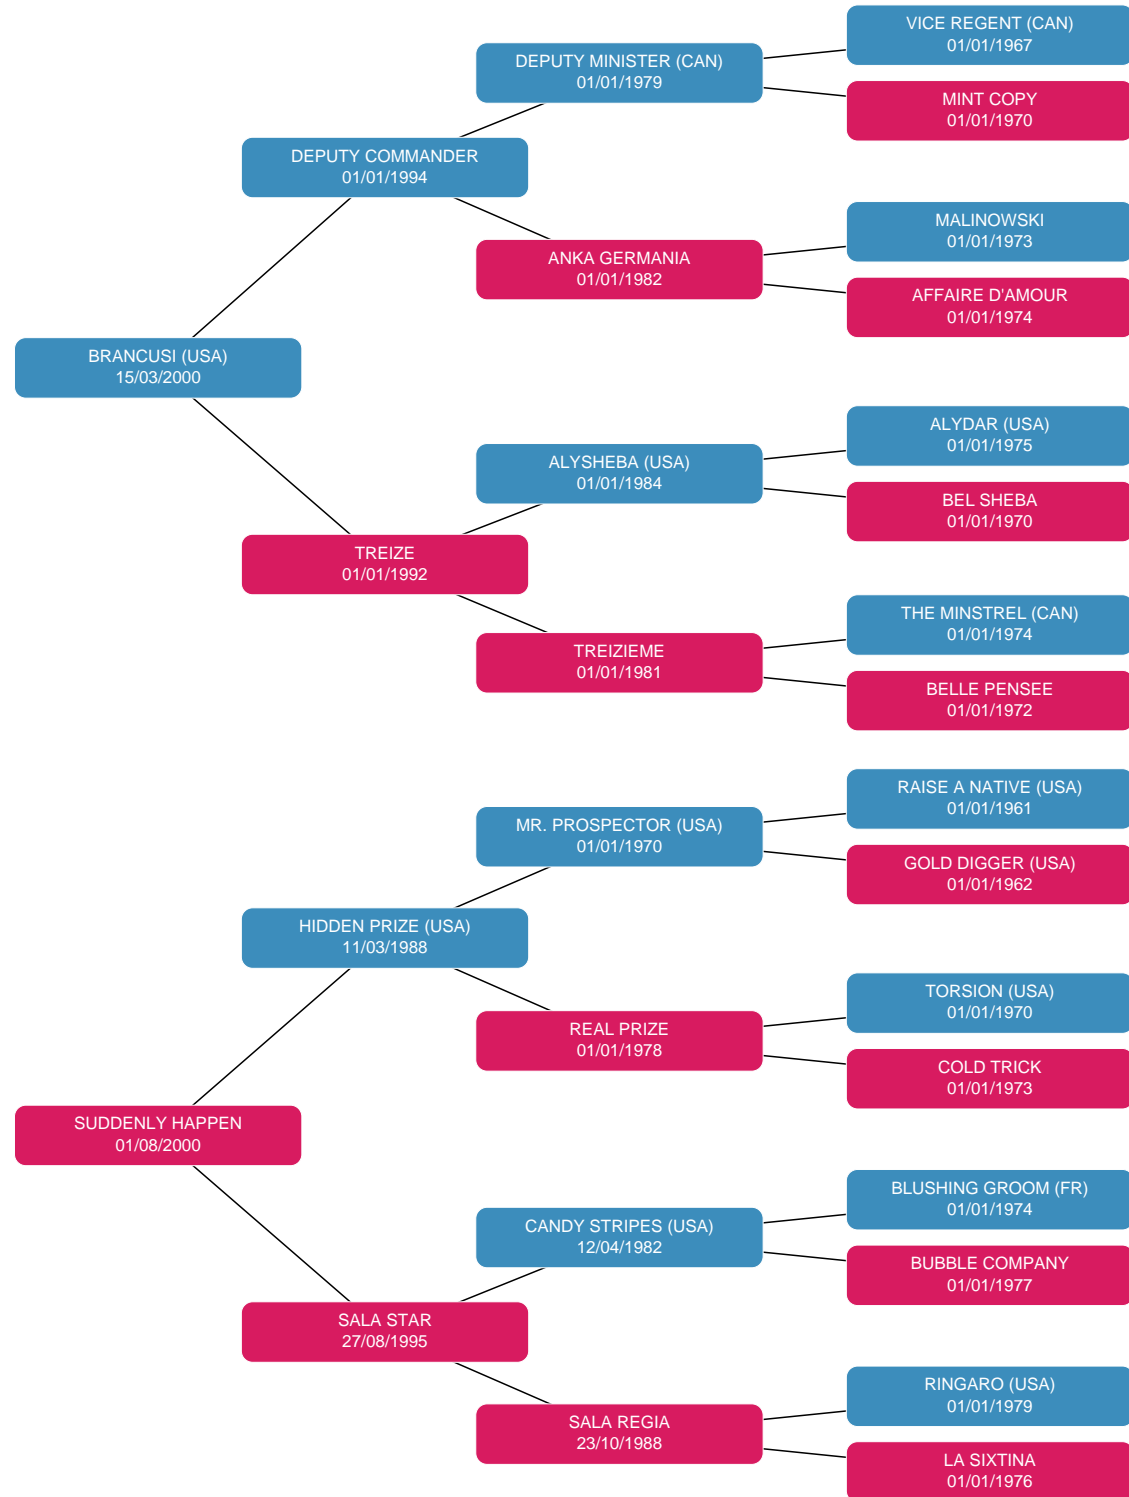 VICE REGENT (CAN)
01/01/1967
DEPUTY MINISTER (CAN)
01/01/1979
MINT COPY
01/01/1970
DEPUTY COMMANDER
01/01/1994
MALINOWSKI
01/01/1973
ANKA GERMANIA
01/01/1982
AFFAIRE D'AMOUR
01/01/1974
BRANCUSI (USA)
15/03/2000
ALYDAR (USA)
01/01/1975
ALYSHEBA (USA)
01/01/1984
BEL SHEBA
01/01/1970
TREIZE
01/01/1992
THE MINSTREL (CAN)
01/01/1974
TREIZIEME
01/01/1981
BELLE PENSEE
01/01/1972
RAISE A NATIVE (USA)
01/01/1961
MR. PROSPECTOR (USA)
01/01/1970
GOLD DIGGER (USA)
01/01/1962
HIDDEN PRIZE (USA)
11/03/1988
TORSION (USA)
01/01/1970
REAL PRIZE
01/01/1978
COLD TRICK
01/01/1973
SUDDENLY HAPPEN
01/08/2000
BLUSHING GROOM (FR)
01/01/1974
CANDY STRIPES (USA)
12/04/1982
BUBBLE COMPANY
01/01/1977
SALA STAR
27/08/1995
RINGARO (USA)
01/01/1979
SALA REGIA
23/10/1988
LA SIXTINA
01/01/1976